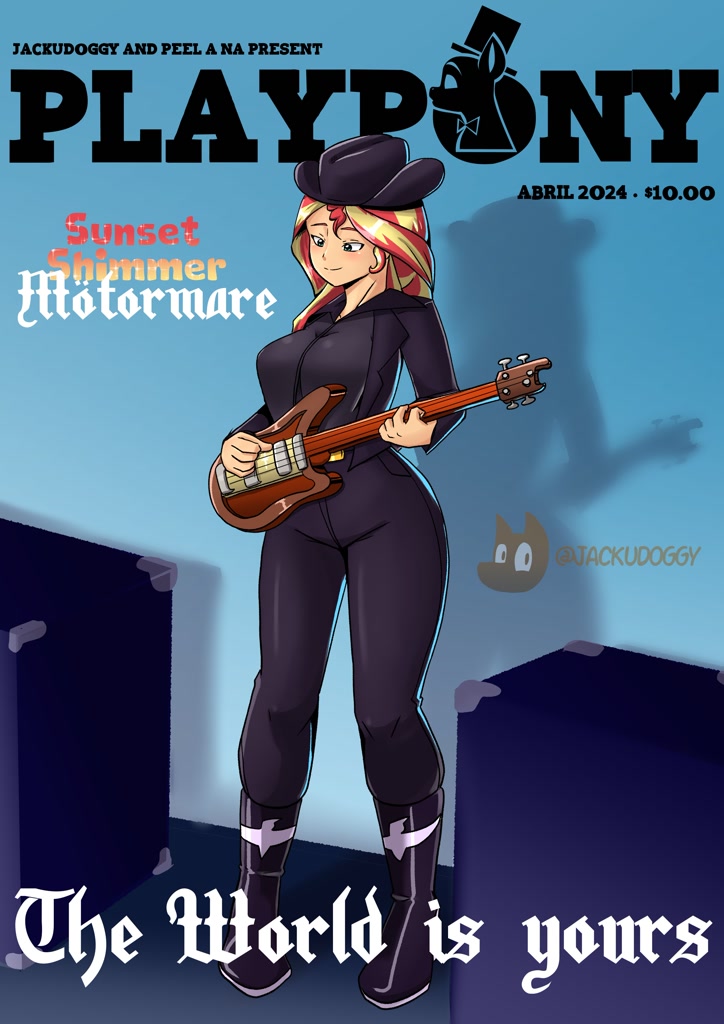 JACKUDOGGY AND PEEL A NA PRESENT
PLAYPONY
ABRIL 2024 · $10.00
Sunset
Shimmer
Mötormare
@JACKUDOGGY
The World is yours